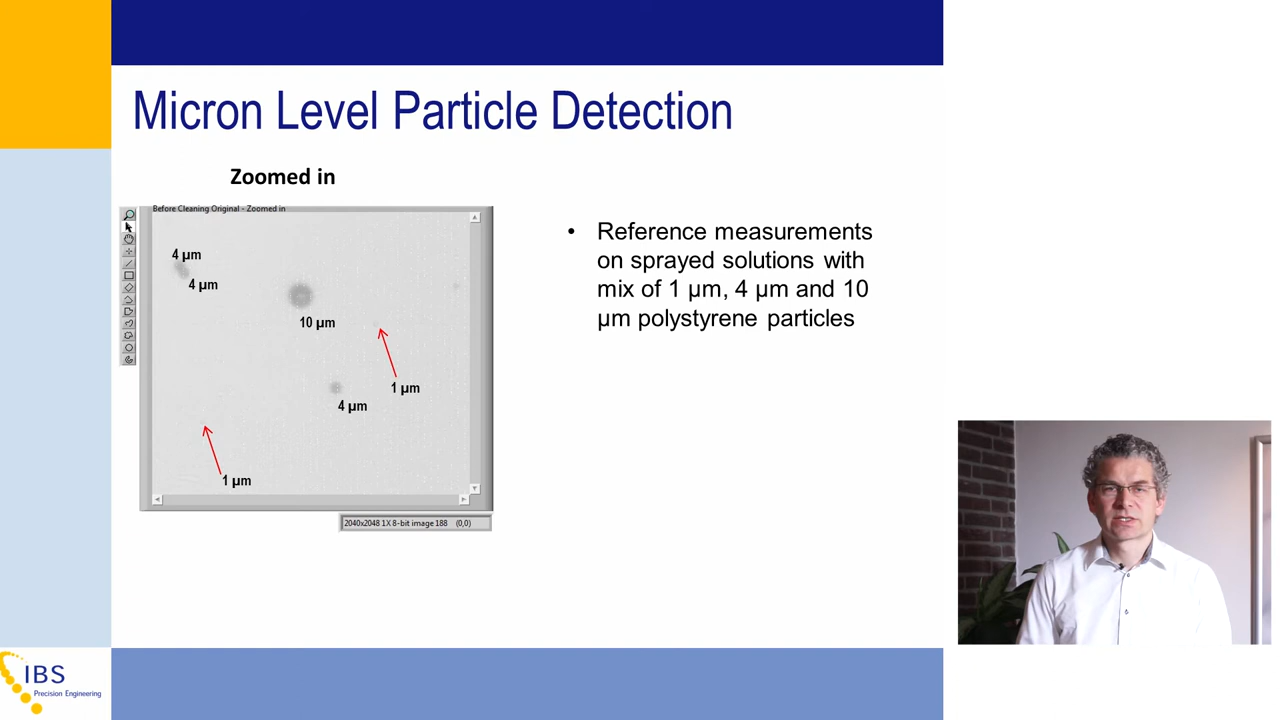 Micron Level Particle Detection
Zoomed in
Before Cleaning Original - Zoomed in
4 µm
4 µm
10 µm
1 µm
4 µm
1 µm
2040x2048 1X 8-bit image 188 (0,0)
• Reference measurements
on sprayed solutions with
mix of 1 µm, 4 µm and 10
µm polystyrene particles
IBS
Precision Engineering